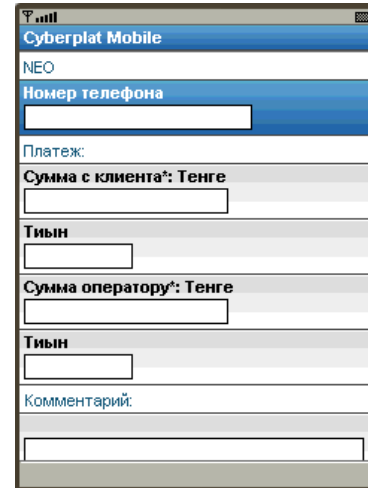 Cyberplat Mobile
NEO
Номер телефона
Платеж:
Сумма с клиента*: Тенге
Тиын
Сумма оператору*: Тенге
Тиын
Комментарий: